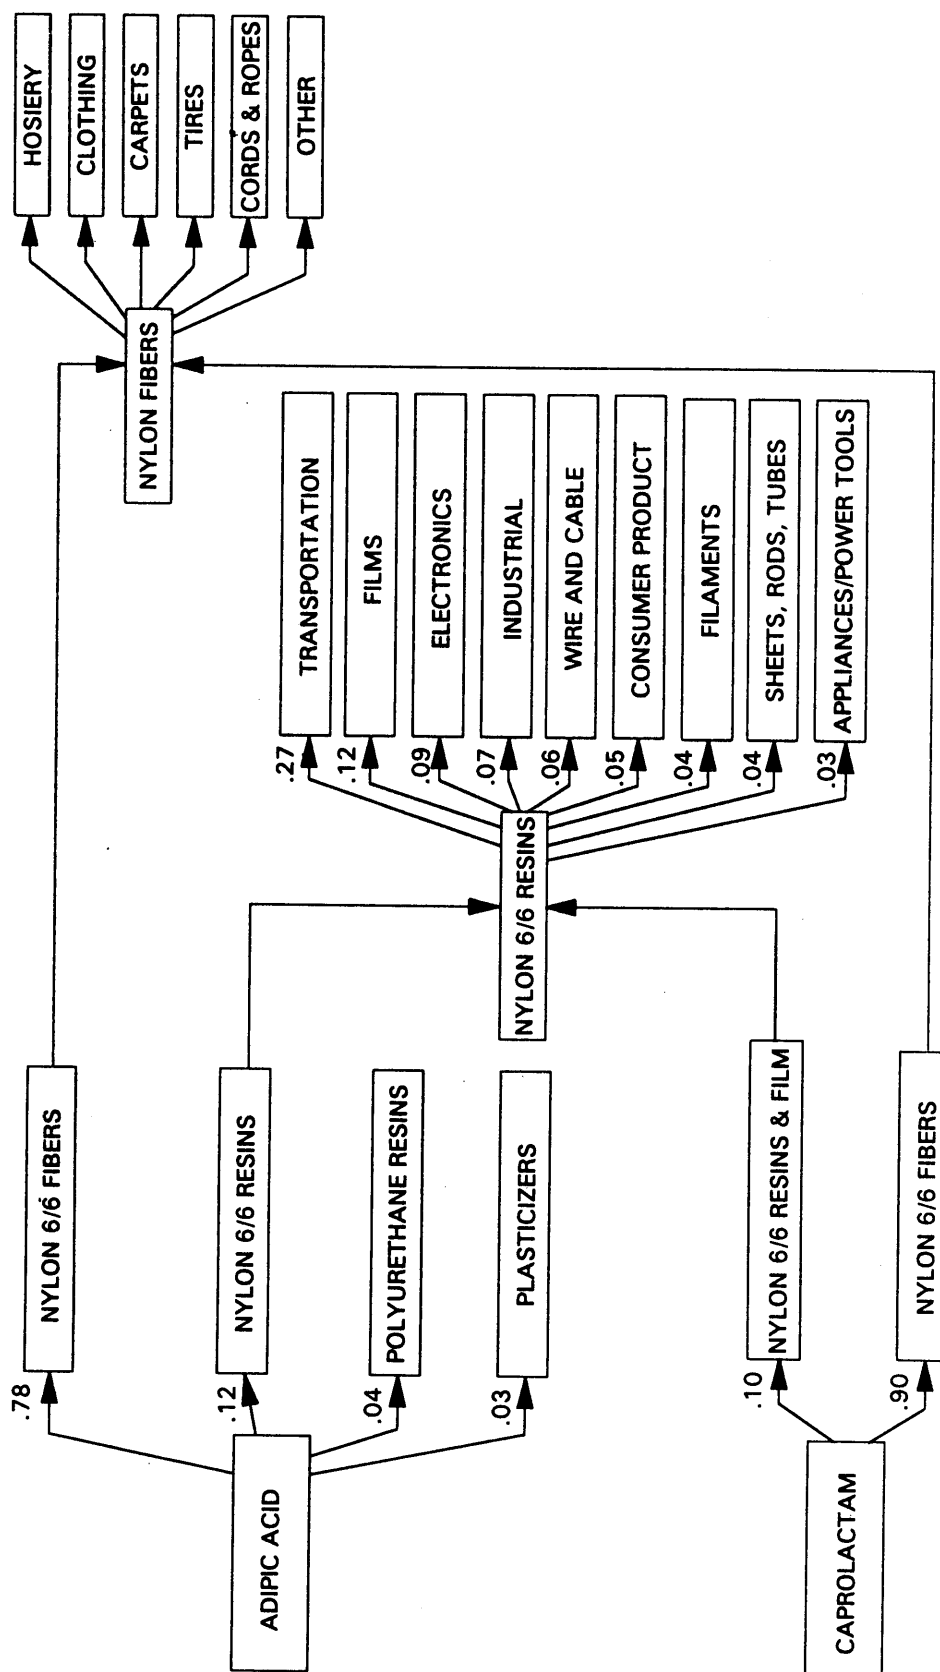 ADIPIC ACID
.78
NYLON 6/6 FIBERS
.12
NYLON 6/6 RESINS
.04
POLYURETHANE RESINS
.03
PLASTICIZERS
CAPROLACTAM
.10
NYLON 6/6 RESINS & FILM
.90
NYLON 6/6 FIBERS
NYLON 6/6 RESINS
.27
TRANSPORTATION
.12
FILMS
.09
ELECTRONICS
.07
INDUSTRIAL
.06
WIRE AND CABLE
.05
CONSUMER PRODUCT
.04
FILAMENTS
.04
SHEETS, RODS, TUBES
.03
APPLIANCES/POWER TOOLS
NYLON FIBERS
HOSIERY
CLOTHING
CARPETS
TIRES
CORDS & ROPES
OTHER